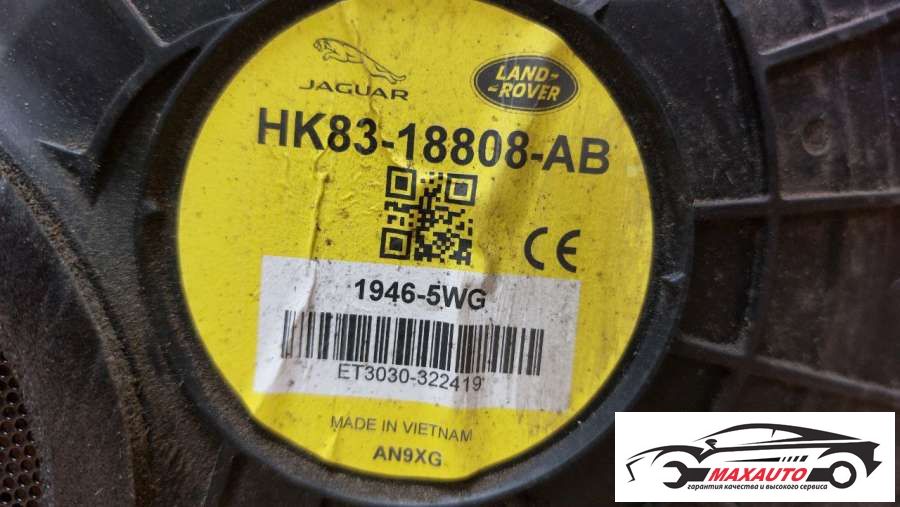 JAGUAR
LAND-
-ROVER
HK83-18808-AB
CE
1946-5WG
ET3030-322419
MADE IN VIETNAM
AN9XG
MAXAUTO
гарантия качества и высокого сервиса